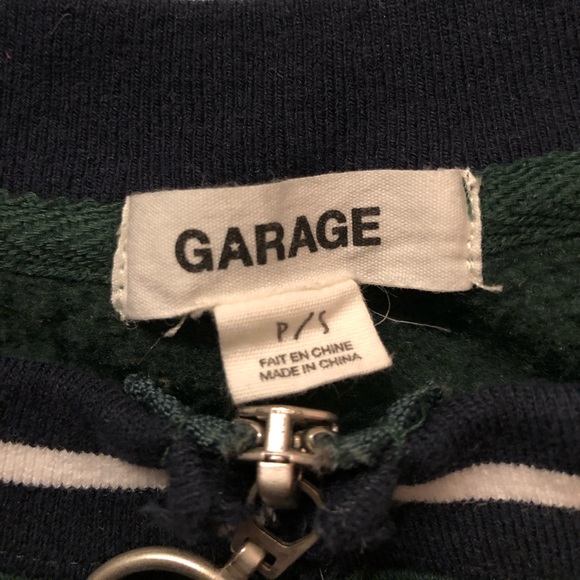 GARAGE
P/S
FAIT EN CHINE
MADE IN CHINA